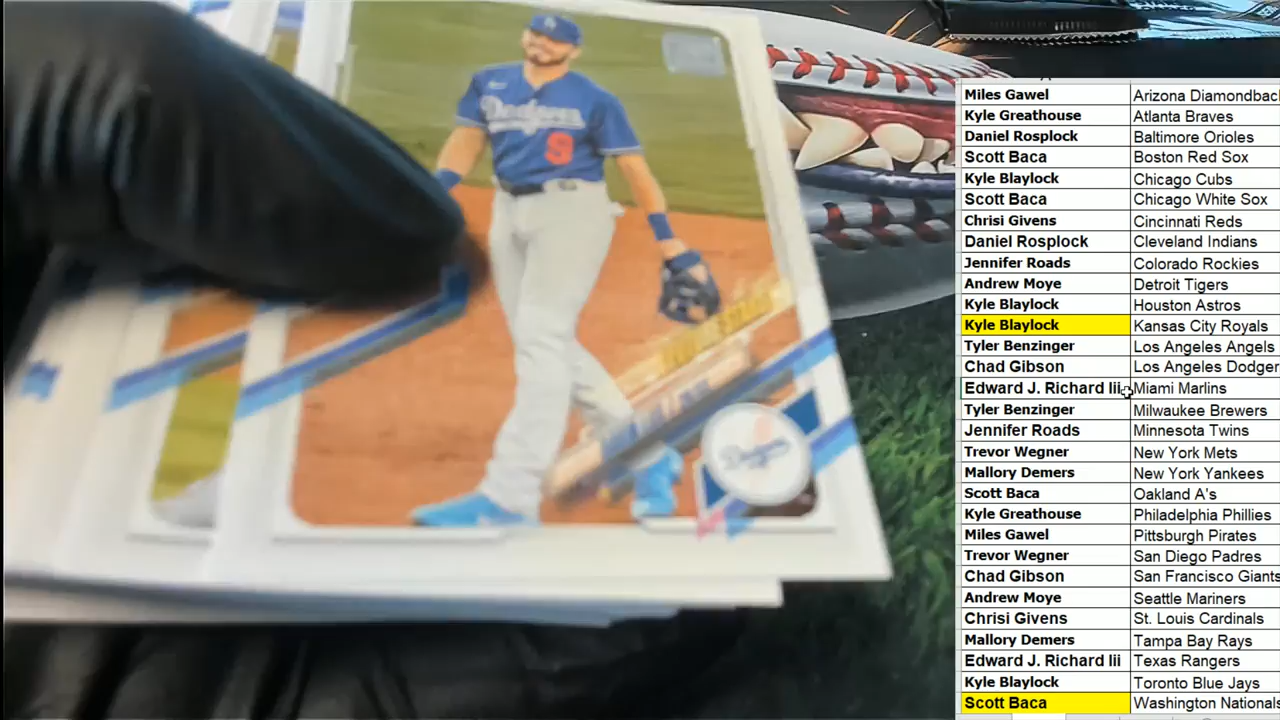 Dodgers
9
Dodgers
Miles Gawel Arizona Diamondbac
Kyle Greathouse Atlanta Braves
Daniel Rosplock Baltimore Orioles
Scott Baca Boston Red Sox
Kyle Blaylock Chicago Cubs
Scott Baca Chicago White Sox
Chrisi Givens Cincinnati Reds
Daniel Rosplock Cleveland Indians
Jennifer Roads Colorado Rockies
Andrew Moye Detroit Tigers
Kyle Blaylock Houston Astros
Kyle Blaylock Kansas City Royals
Tyler Benzinger Los Angeles Angels
Chad Gibson Los Angeles Dodger
Edward J. Richard Iii Miami Marlins
Tyler Benzinger Milwaukee Brewers
Jennifer Roads Minnesota Twins
Trevor Wegner New York Mets
Mallory Demers New York Yankees
Scott Baca Oakland A's
Kyle Greathouse Philadelphia Phillies
Miles Gawel Pittsburgh Pirates
Trevor Wegner San Diego Padres
Chad Gibson San Francisco Giants
Andrew Moye Seattle Mariners
Chrisi Givens St. Louis Cardinals
Mallory Demers Tampa Bay Rays
Edward J. Richard Iii Texas Rangers
Kyle Blaylock Toronto Blue Jays
Scott Baca Washington Nationals